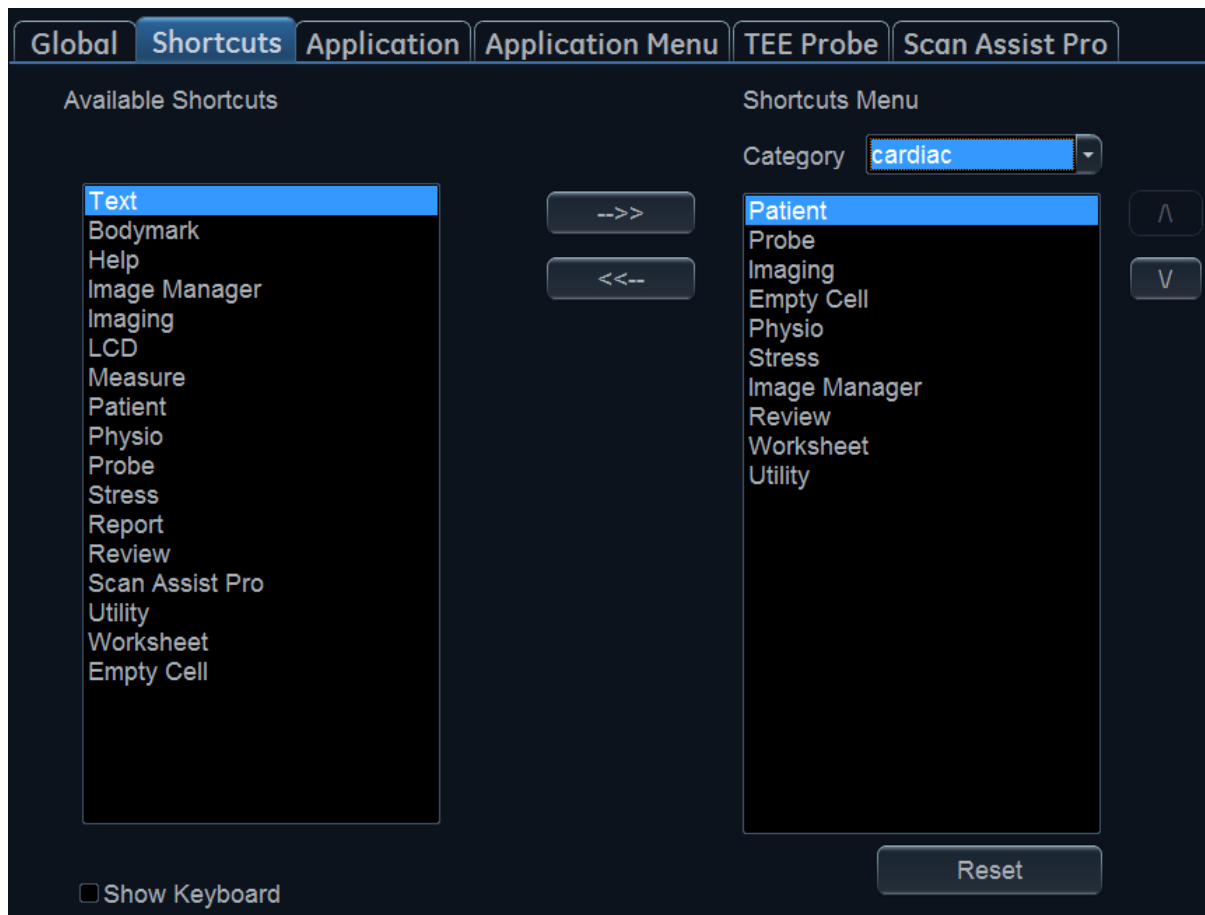 Global Shortcuts Application Application Menu TEE Probe Scan Assist Pro
Available Shortcuts
Text
Bodymark
Help
Image Manager
Imaging
LCD
Measure
Patient
Physio
Probe
Stress
Report
Review
Scan Assist Pro
Utility
Worksheet
Empty Cell
Show Keyboard
-->>
<<--
Shortcuts Menu
Category cardiac
Patient
Probe
Imaging
Empty Cell
Physio
Stress
Image Manager
Review
Worksheet
Utility
/\
\/
Reset